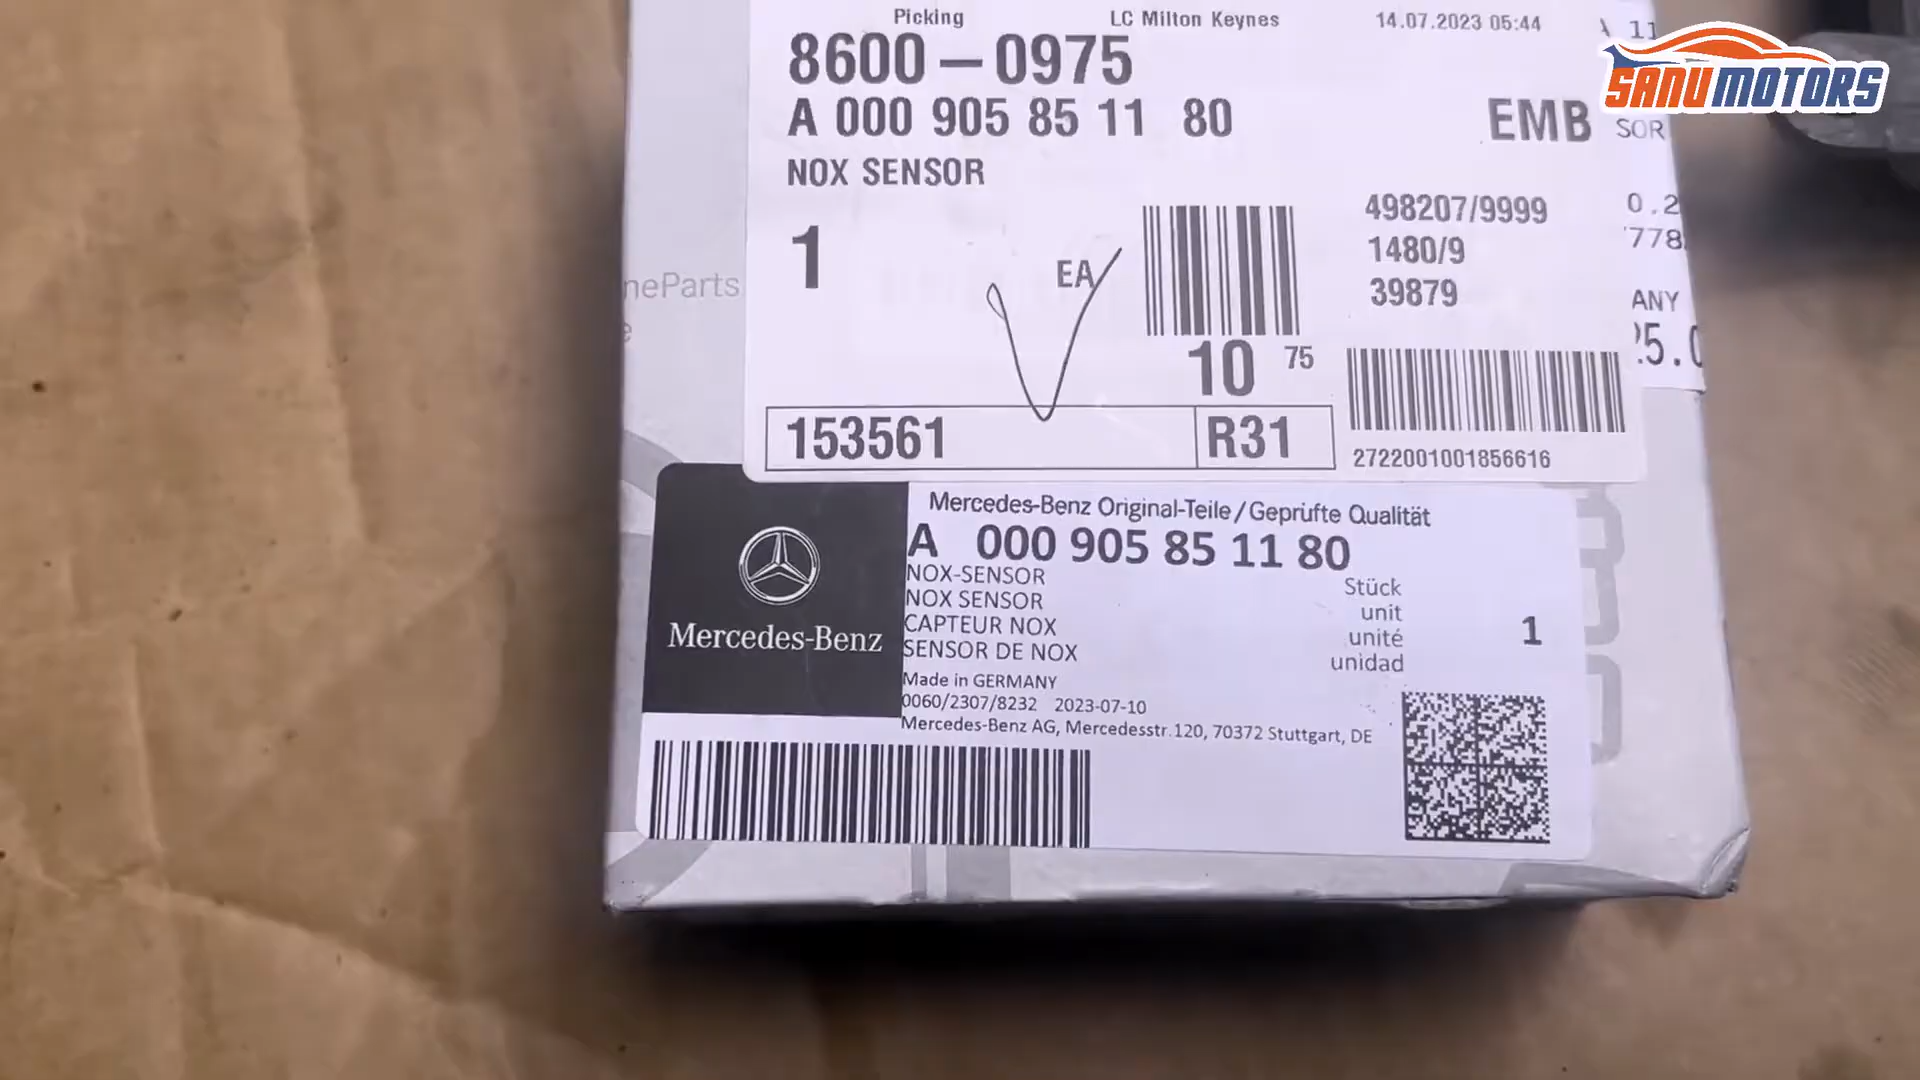 Picking LC Milton Keynes 14.07.2023 05:44
8600-0975
A 000 905 85 11 80 EMB
NOX SENSOR
SANUMOTORS
SOR
498207/9999
1480/9
39879
1 EA
10 75
153561 R31
2722001001856616
0.2
778
ANY
neParts
Mercedes-Benz Original-Teile/Geprüfte Qualität
A 000 905 85 11 80
NOX-SENSOR Stück
NOX SENSOR unit
CAPTEUR NOX unité
SENSOR DE NOX unidad
1
Made in GERMANY
0060/2307/8232 2023-07-10
Mercedes-Benz AG, Mercedesstr.120, 70372 Stuttgart, DE
Mercedes-Benz